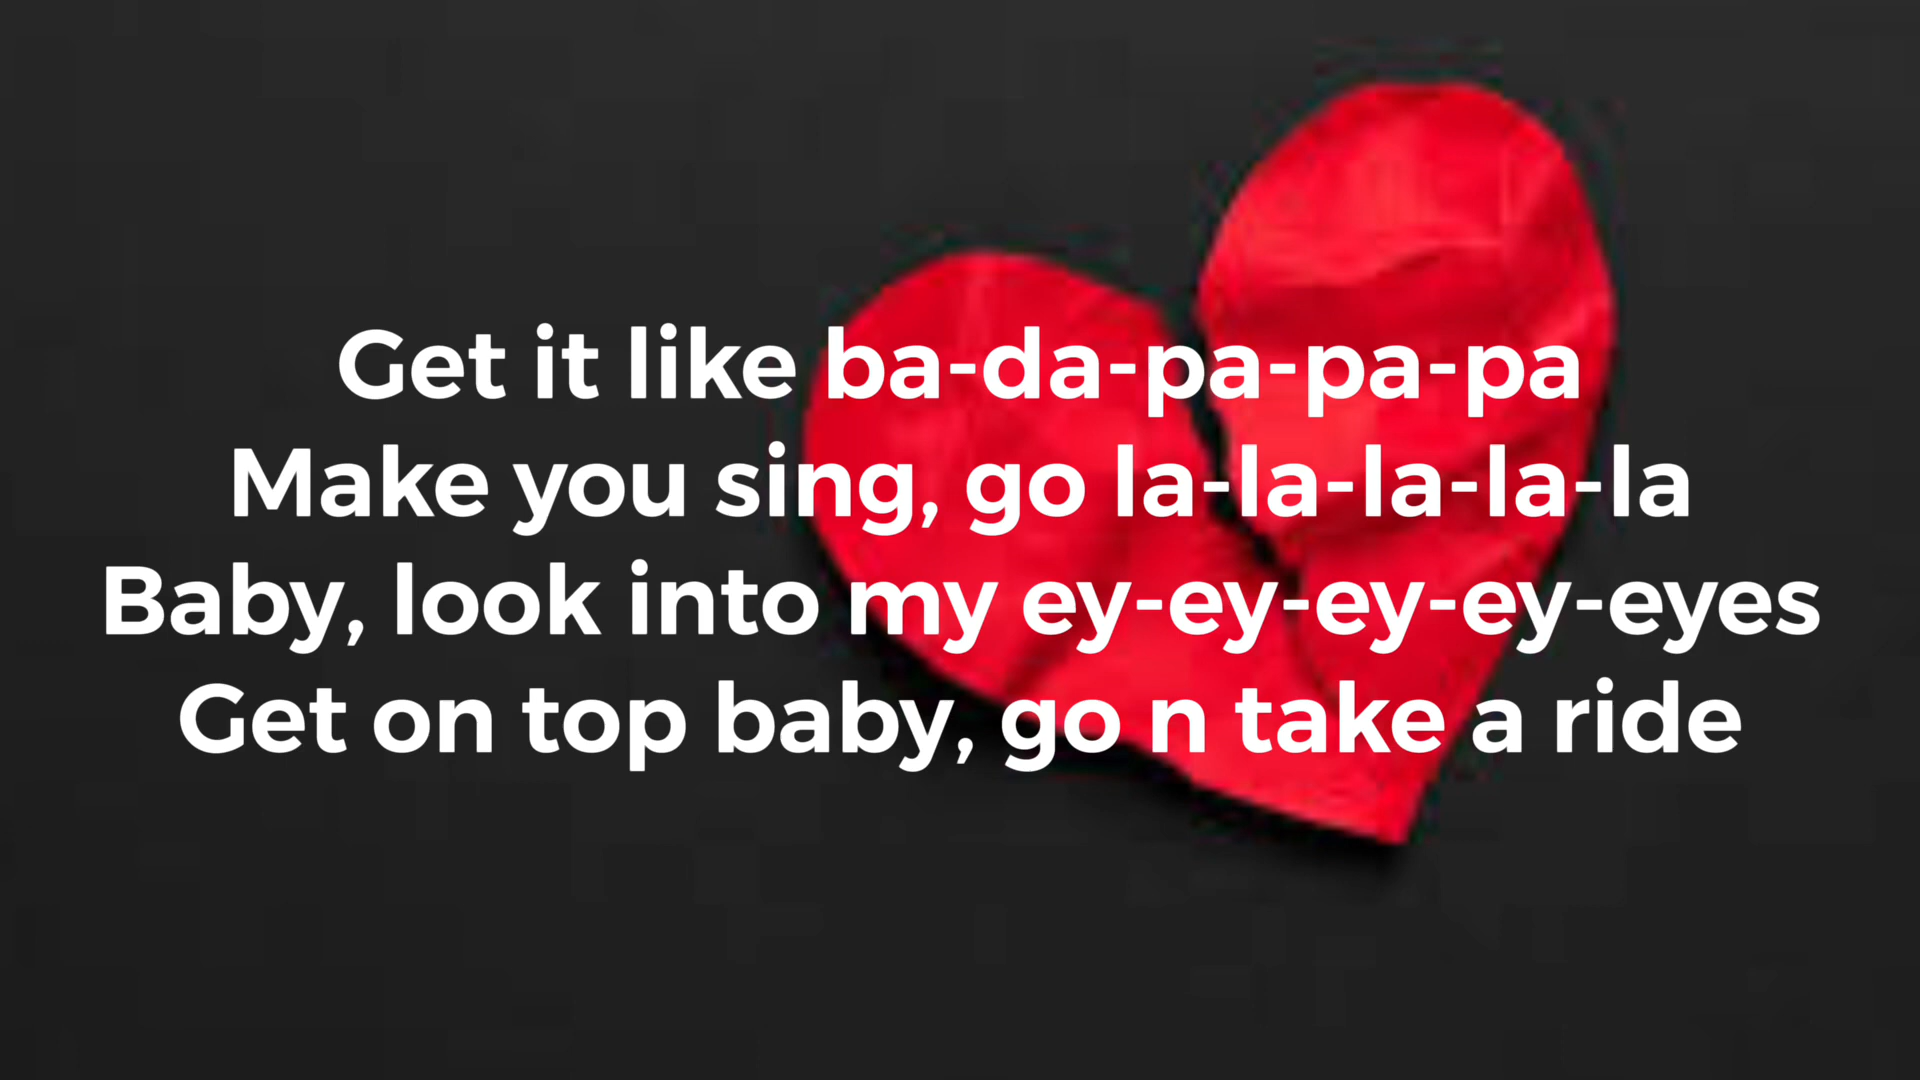 Get it like ba-da-pa-pa-pa
Make you sing, go la-la-la-la-la
Baby, look into my ey-ey-ey-ey-eyes
Get on top baby, go n take a ride